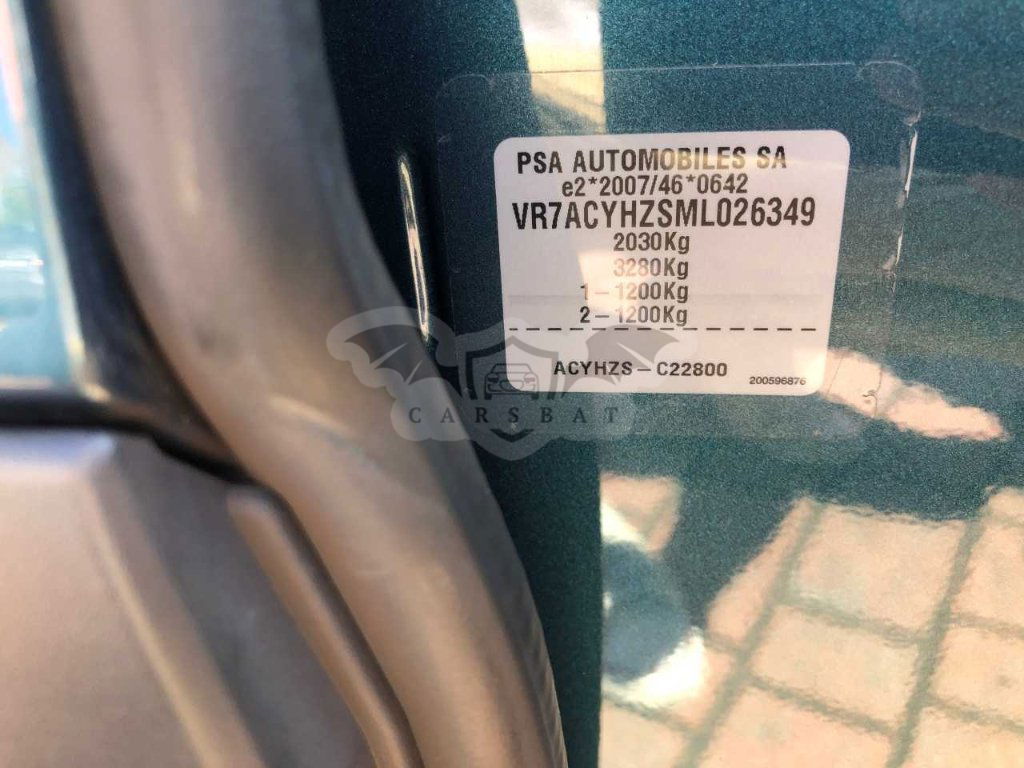 PSA AUTOMOBILES SA
e2*2007/46*0642
VR7ACYHZSML026349
2030Kg
3280Kg
1-1200Kg
2-1200Kg
ACYHZS-C22800
200596876
CARSBAT